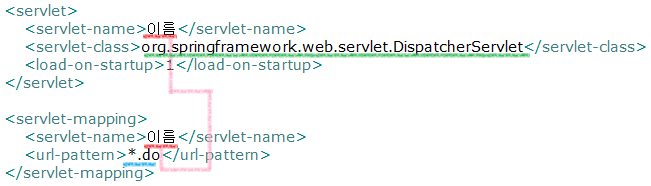 <servlet>
<servlet-name>이름</servlet-name>
<servlet-class>org.springframework.web.servlet.DispatcherServlet</servlet-class>
<load-on-startup>1</load-on-startup>
</servlet>
<servlet-mapping>
<servlet-name>이름</servlet-name>
<url-pattern>*.do</url-pattern>
</servlet-mapping>